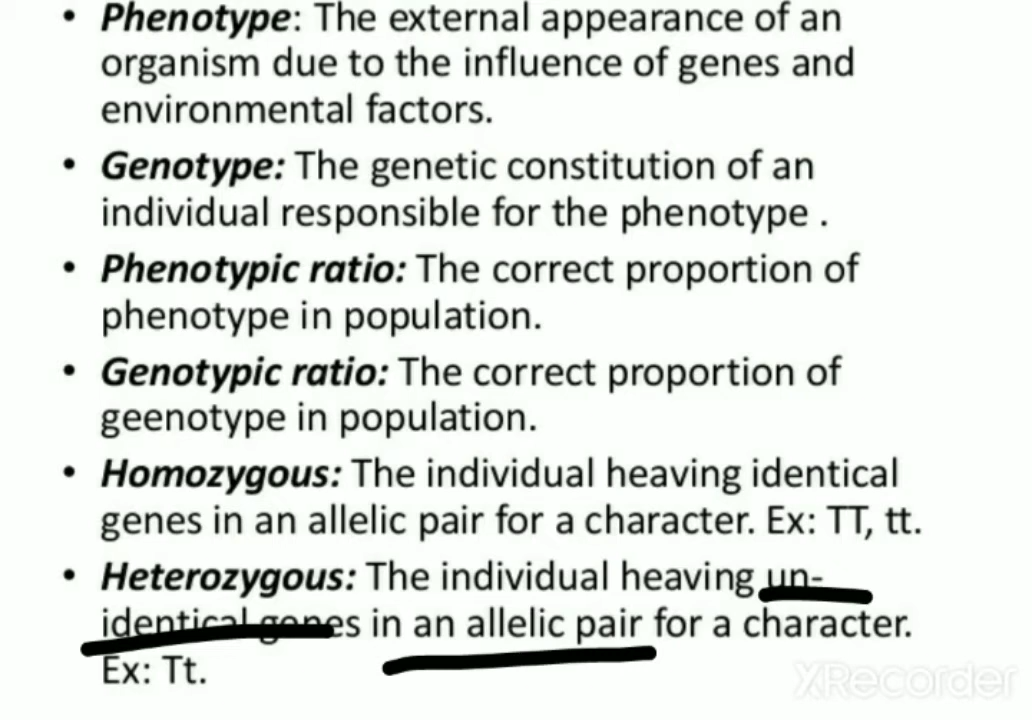 • Phenotype: The external appearance of an
organism due to the influence of genes and
environmental factors.
• Genotype: The genetic constitution of an
individual responsible for the phenotype .
• Phenotypic ratio: The correct proportion of
phenotype in population.
• Genotypic ratio: The correct proportion of
geenotype in population.
• Homozygous: The individual heaving identical
genes in an allelic pair for a character. Ex: TT, tt.
• Heterozygous: The individual heaving un-
identical genes in an allelic pair for a character.
Ex: Tt.
XRecorder